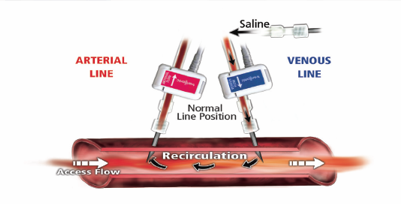 Saline
ARTERIAL
LINE
VENOUS
LINE
Normal
Line Position
Recirculation
Access Flow